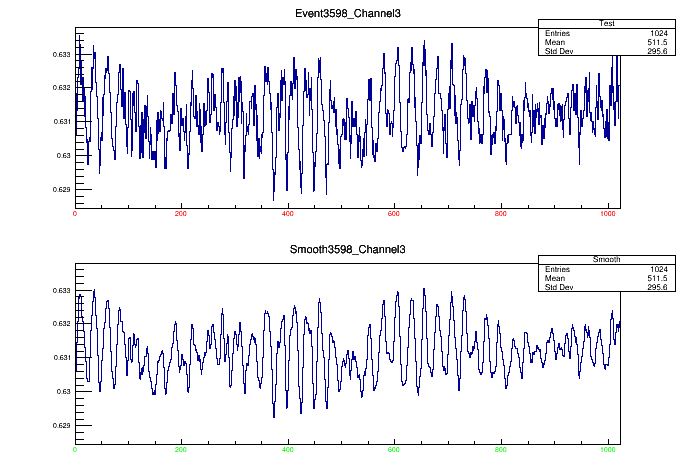 Event3598_Channel3
Test
Entries 1024
Mean 511.5
Std Dev 295.6
0.633
0.632
0.631
0.63
0.629
0 200 400 600 800 1000
Smooth3598_Channel3
Smooth
Entries 1024
Mean 511.5
Std Dev 295.6
0.633
0.632
0.631
0.63
0.629
0 200 400 600 800 1000